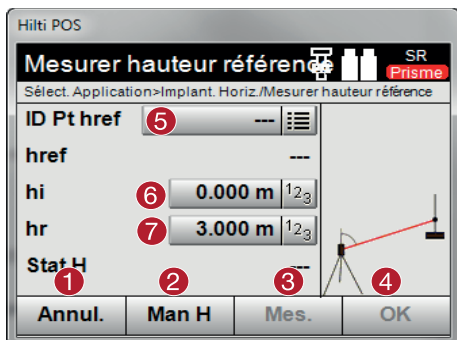 Hilti POS
Mesurer hauteur référence
SR
Prisme
Sélect. Application>Implant. Horiz./Mesurer hauteur référence
ID Pt href 5 ---
href ---
hi 6 0.000 m 123
hr 7 3.000 m 123
Stat H ---
1 2 3 4
Annul. Man H Mes. OK